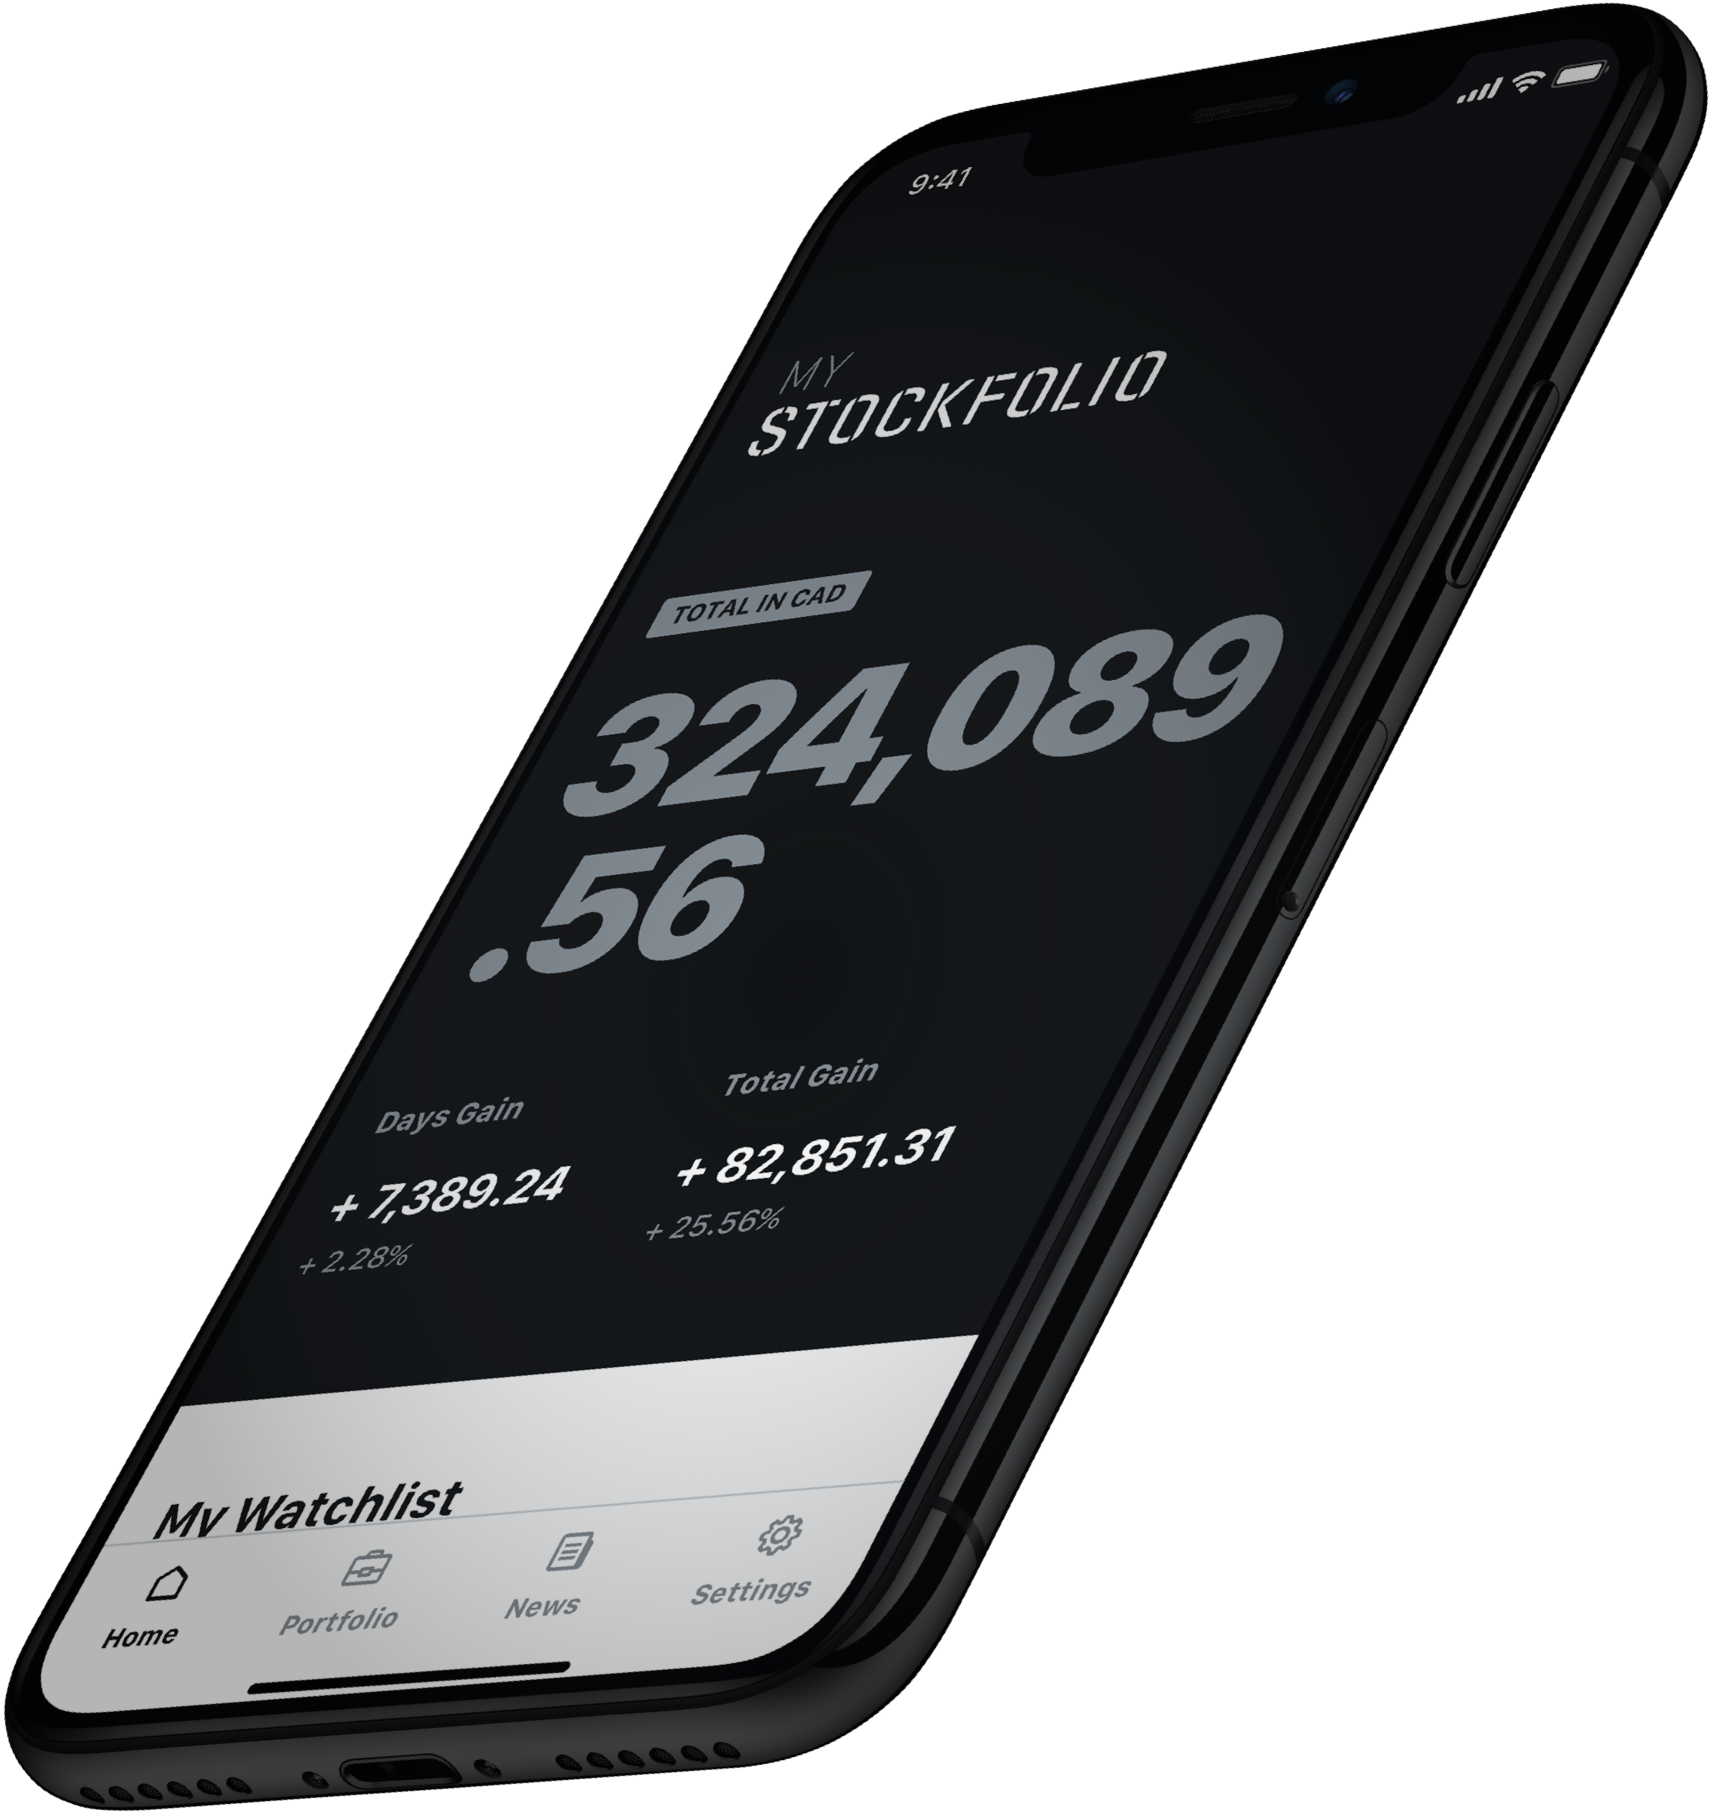 9:41
MY
STOCKFOLIO
TOTAL IN CAD
324,089
.56
Days Gain
Total Gain
+ 7,389.24
+ 82,851.31
+ 2.28%
+ 25.56%
My Watchlist
Home
Portfolio
News
Settings